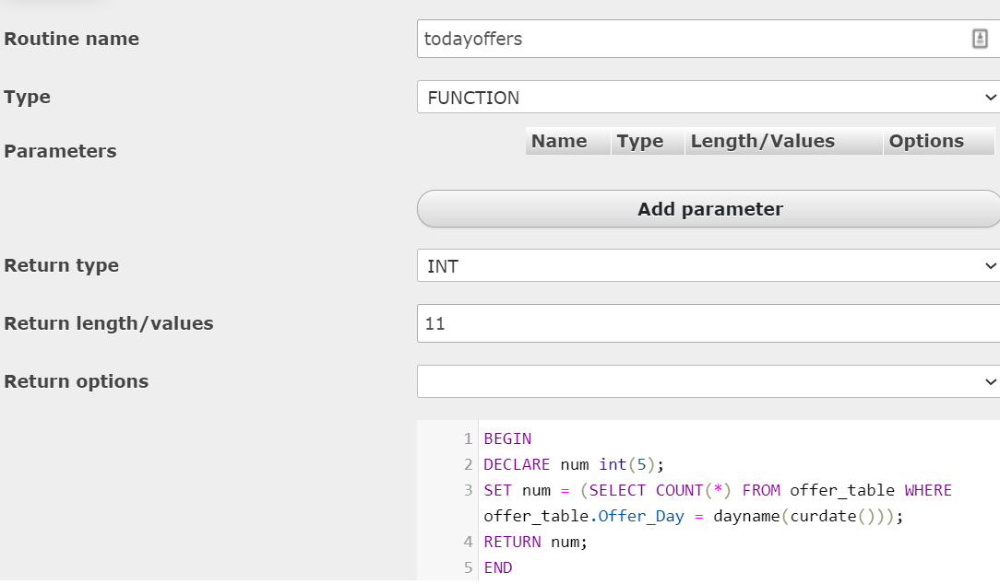 Routine name
todayoffers
Type
FUNCTION
Parameters
Name Type Length/Values Options
Add parameter
Return type
INT
Return length/values
11
Return options
1 BEGIN
2 DECLARE num int(5);
3 SET num = (SELECT COUNT(*) FROM offer_table WHERE
offer_table.Offer_Day = dayname(curdate()));
4 RETURN num;
5 END